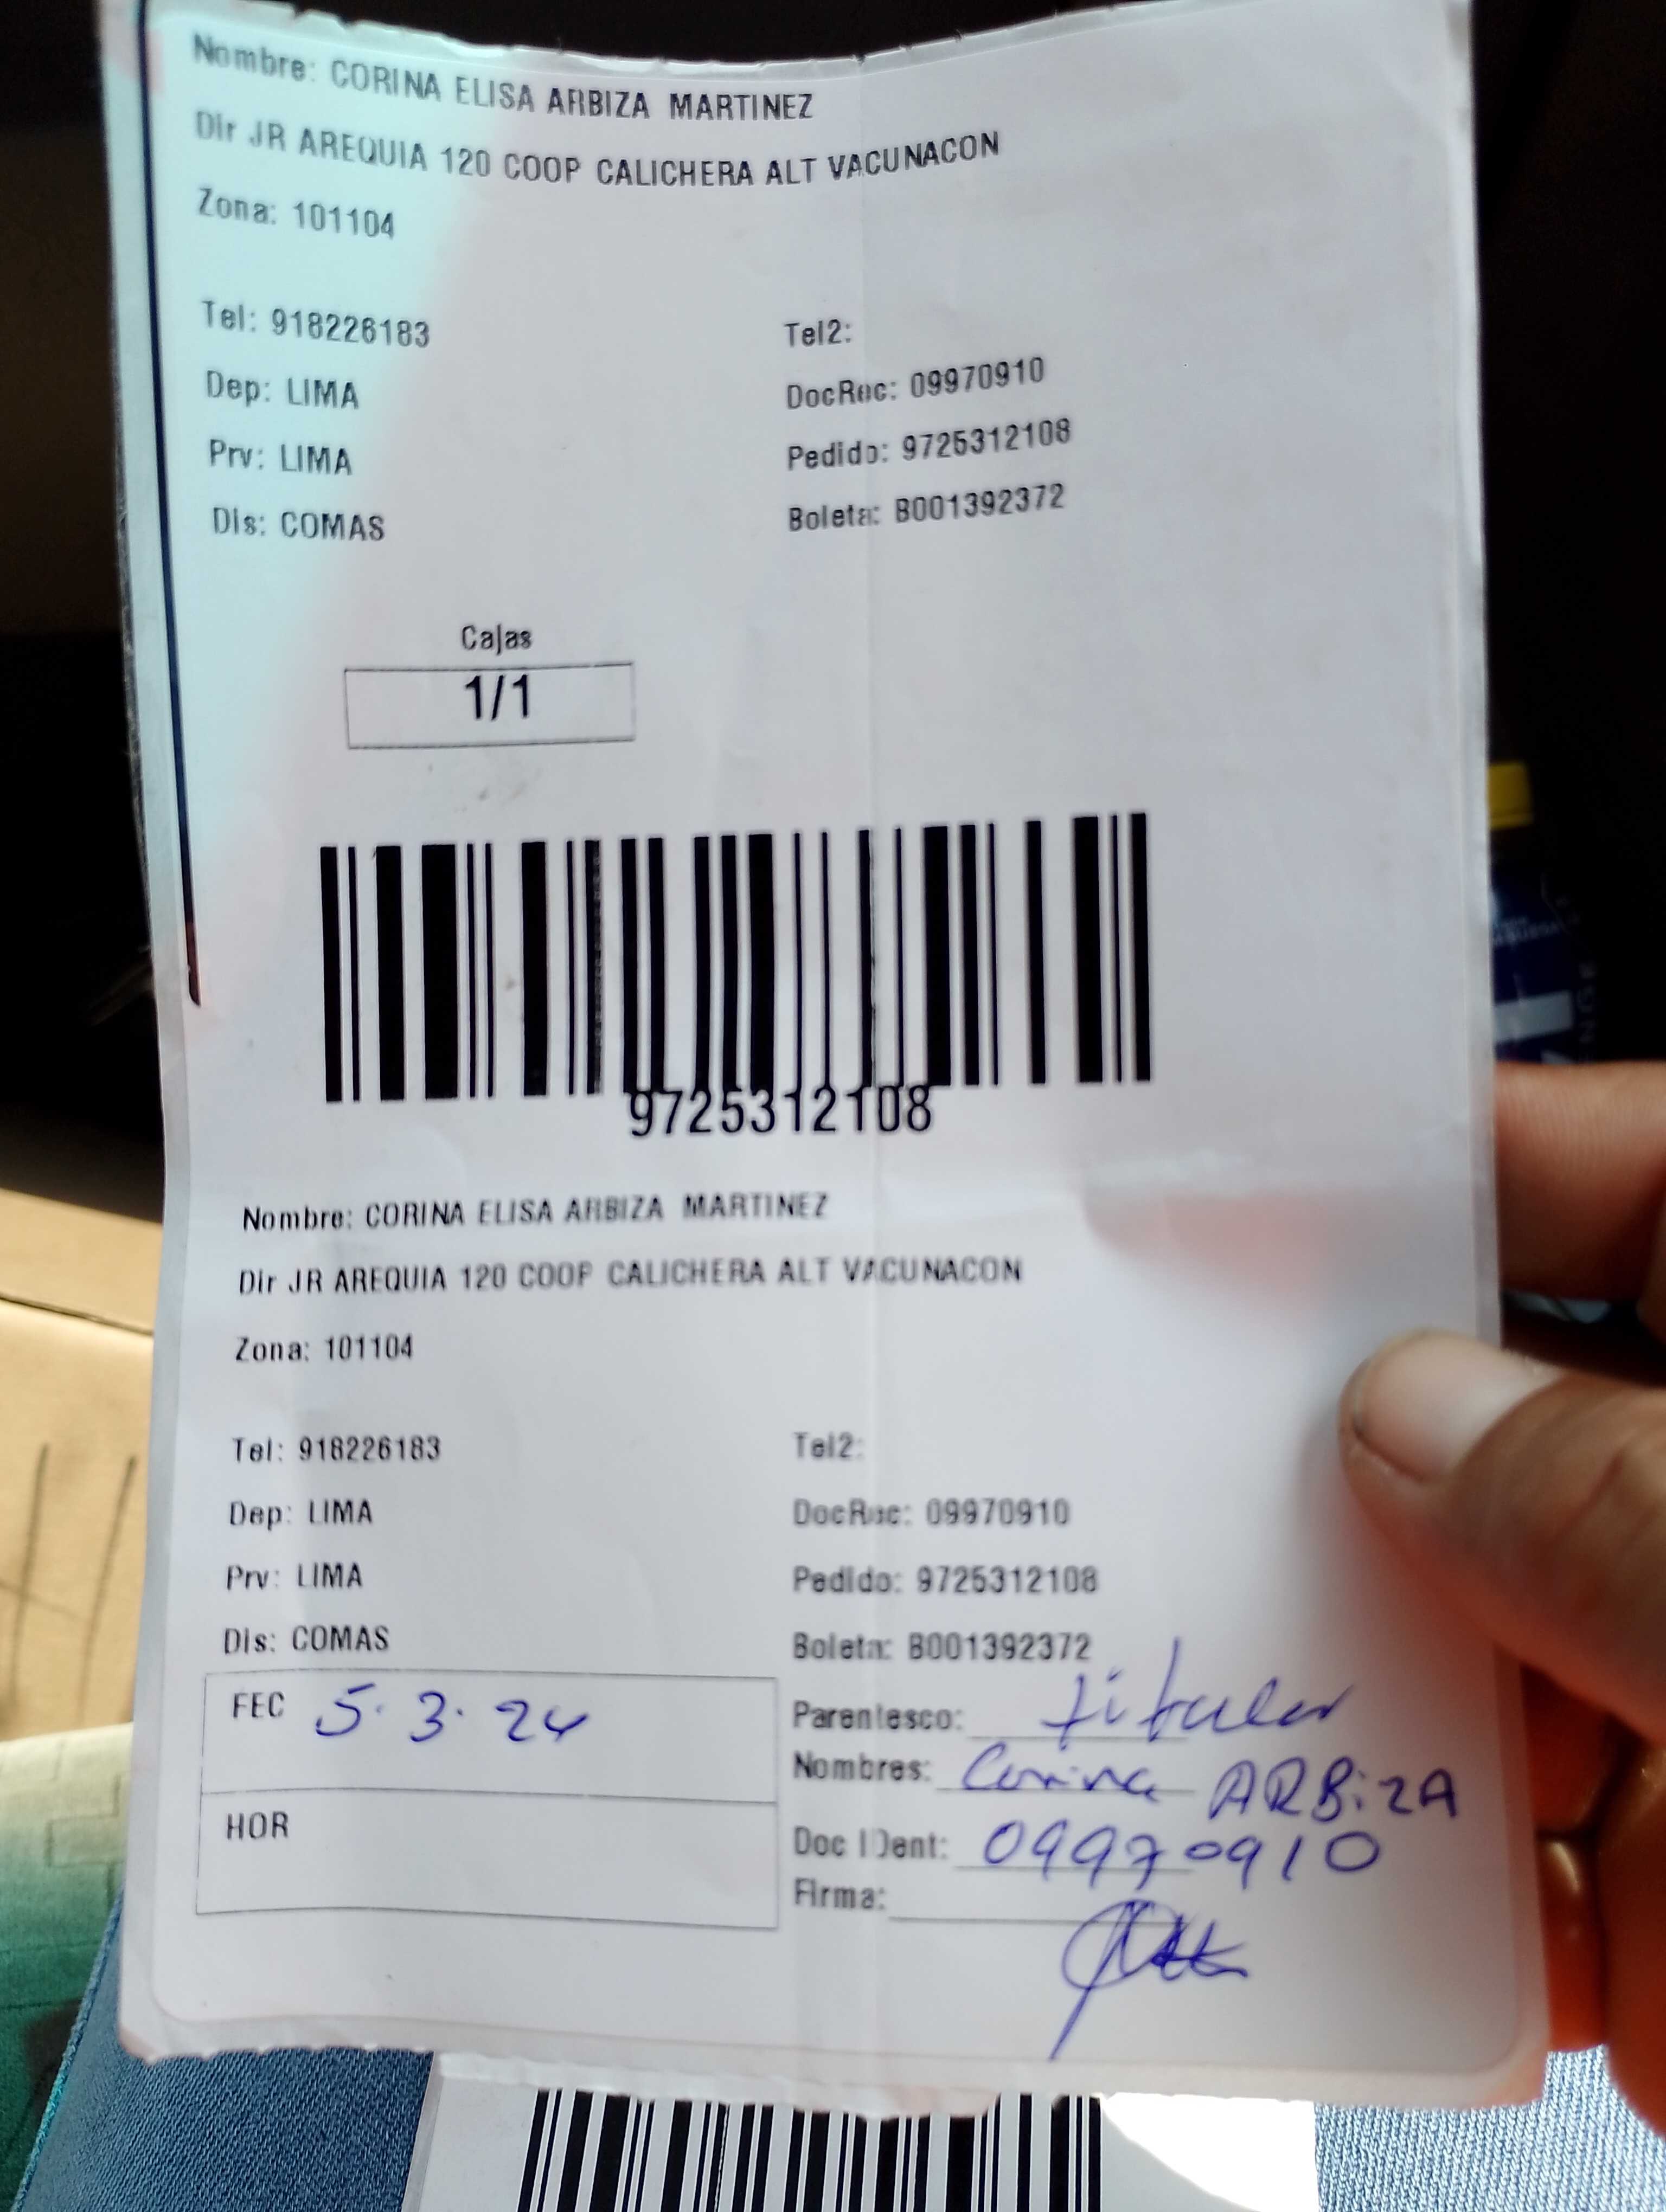 Nombre: CORINA ELISA ARBIZA MARTINEZ
Dir JR AREQUIA 120 COOP CALICHERA ALT VACUNACON
Zona: 101104
Tel: 918226183 Tel2:
Dep: LIMA DocRec: 09970910
Prv: LIMA Pedido: 9725312108
Dis: COMAS Boleta: B001392372
Cajas
1/1
9725312108
Nombre: CORINA ELISA ARBIZA MARTINEZ
Dir JR AREQUIA 120 COOP CALICHERA ALT VACUNACON
Zona: 101104
Tel: 918226183 Tel2:
Dep: LIMA DocRec: 09970910
Prv: LIMA Pedido: 9725312108
Dis: COMAS Boleta: B001392372
FEC 5.3.24 Parentesco: titular
Nombres: Corina ARBiZA
HOR Doc IDent: 09970910
Firma: